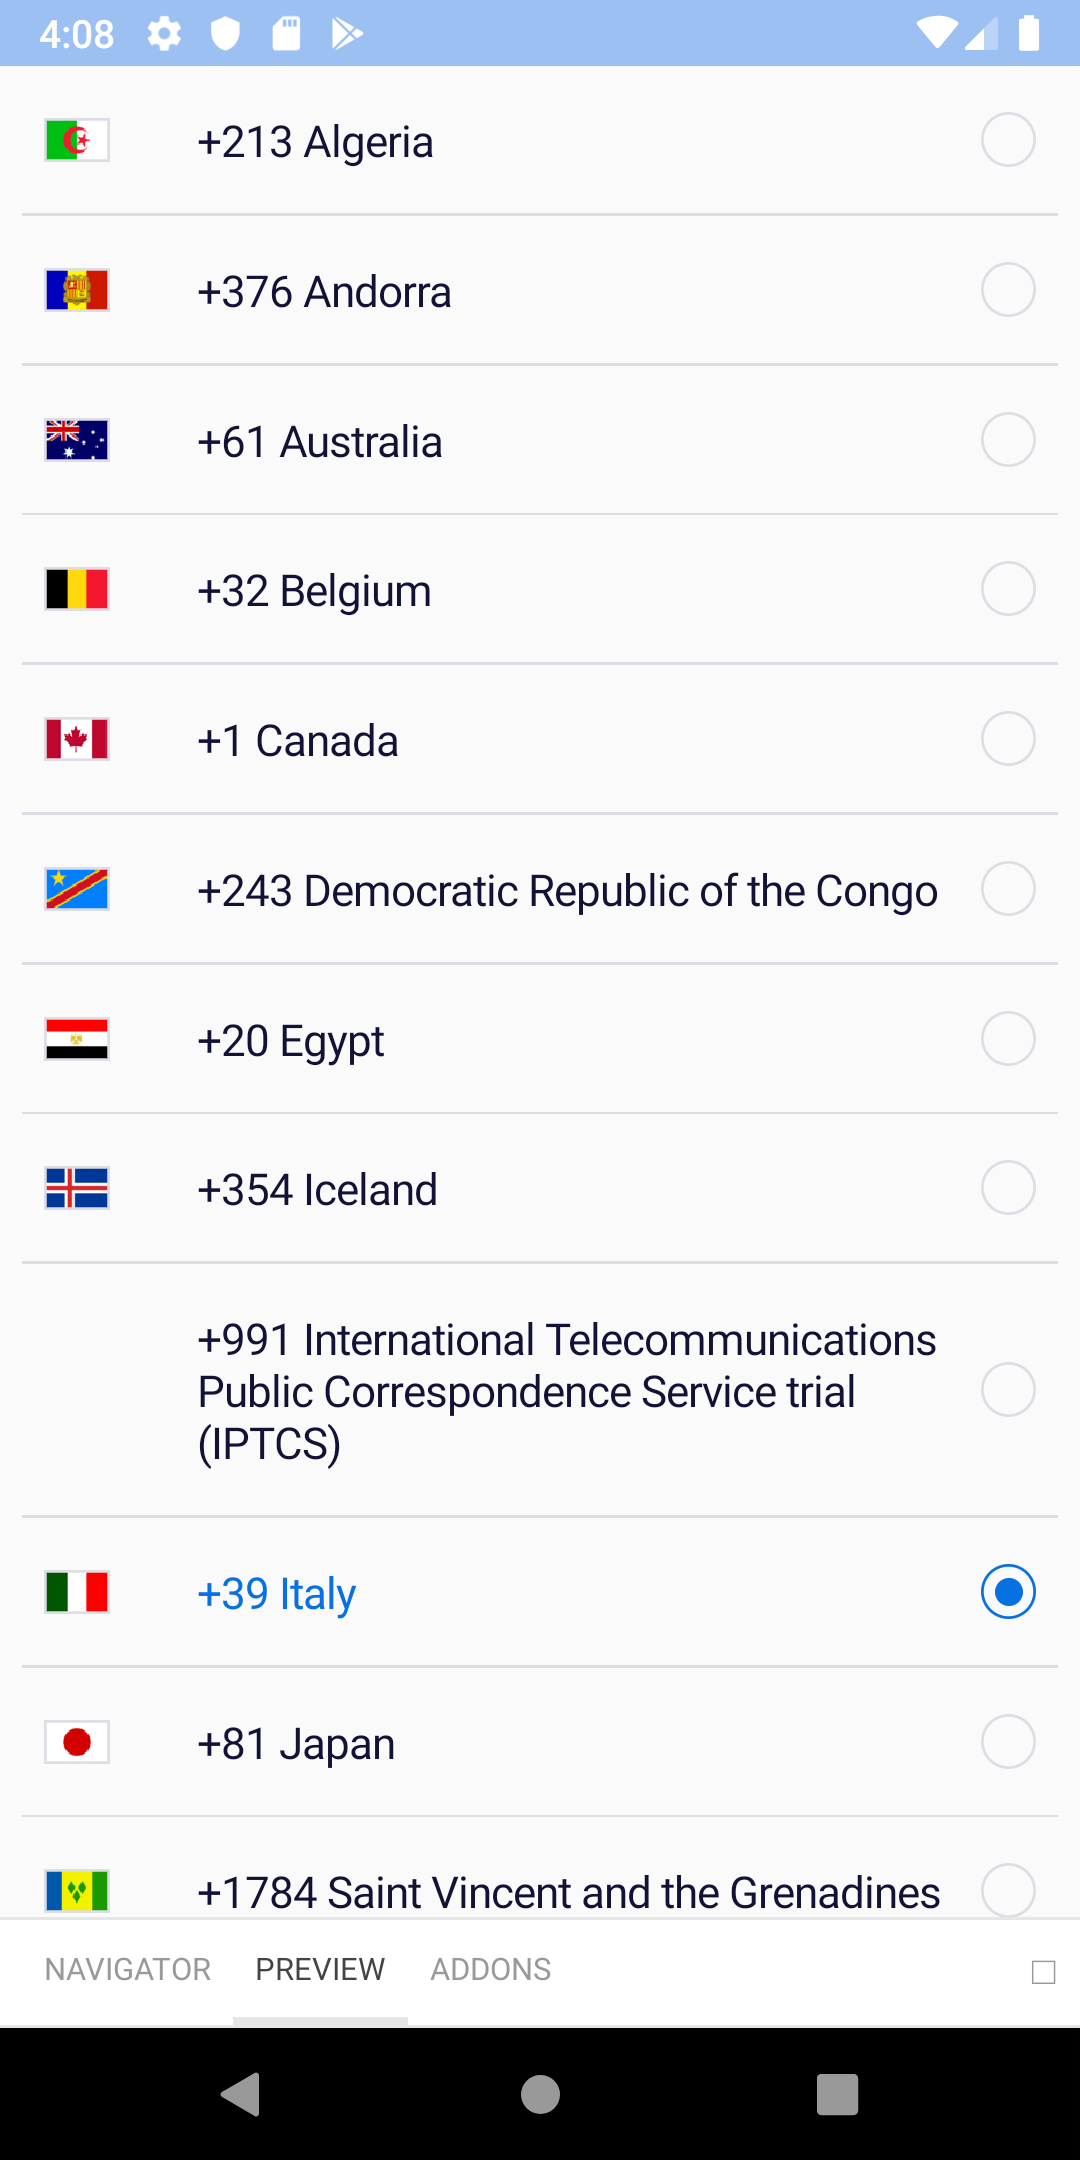 4:08
+213 Algeria
+376 Andorra
+61 Australia
+32 Belgium
+1 Canada
+243 Democratic Republic of the Congo
+20 Egypt
+354 Iceland
+991 International Telecommunications
Public Correspondence Service trial
(IPTCS)
+39 Italy
+81 Japan
+1784 Saint Vincent and the Grenadines
NAVIGATOR PREVIEW ADDONS